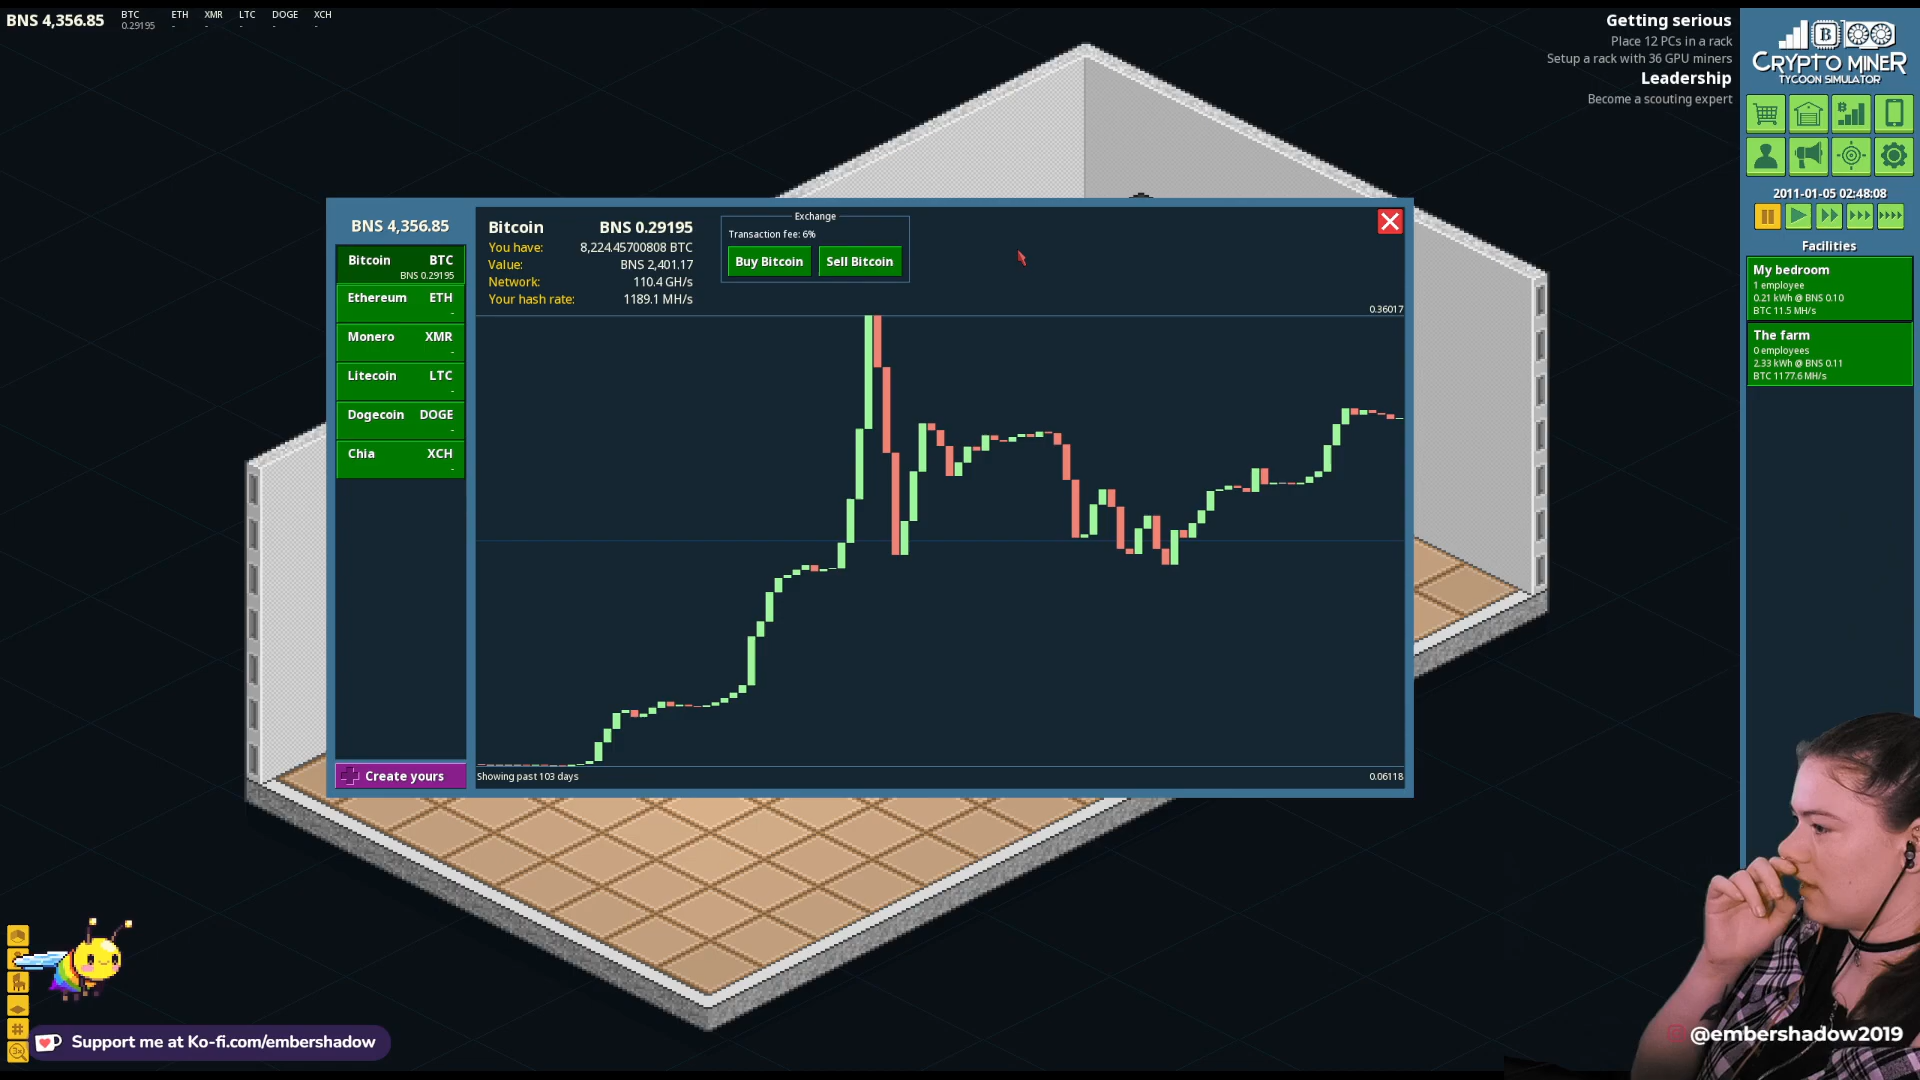 BNS 4,356.85
BTC ETH XMR LTC DOGE XCH
0.29195 - - - - -
Getting serious
Place 12 PCs in a rack
Setup a rack with 36 GPU miners
Leadership
Become a scouting expert
CRYPTO MINER
TYCOON SIMULATOR
2011-01-05 02:48:08
Facilities
My bedroom
1 employee
0.21 kWh @ BNS 0.10
BTC 11.5 MH/s
The farm
0 employees
2.33 kWh @ BNS 0.11
BTC 1177.6 MH/s
BNS 4,356.85
Bitcoin BTC
BNS 0.29195
Ethereum ETH
-
Monero XMR
-
Litecoin LTC
-
Dogecoin DOGE
-
Chia XCH
-
Create yours
Bitcoin BNS 0.29195
You have: 8,224.45700808 BTC
Value: BNS 2,401.17
Network: 110.4 GH/s
Your hash rate: 1189.1 MH/s
Exchange
Transaction fee: 6%
Buy Bitcoin Sell Bitcoin
0.36017
Showing past 103 days 0.06118
Support me at Ko-fi.com/embershadow
@embershadow2019